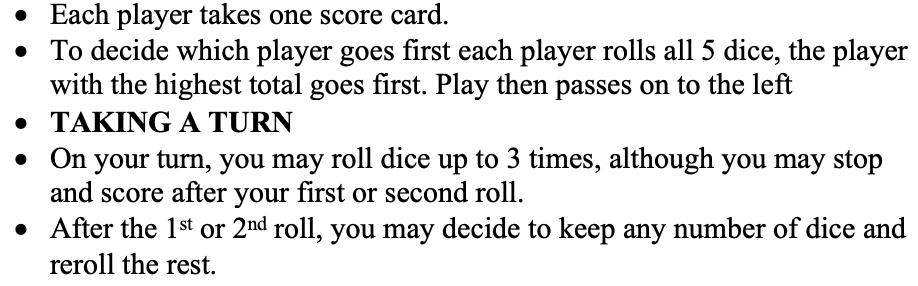 • Each player takes one score card.
• To decide which player goes first each player rolls all 5 dice, the player
with the highest total goes first. Play then passes on to the left
• TAKING A TURN
• On your turn, you may roll dice up to 3 times, although you may stop
and score after your first or second roll.
• After the 1st or 2nd roll, you may decide to keep any number of dice and
reroll the rest.